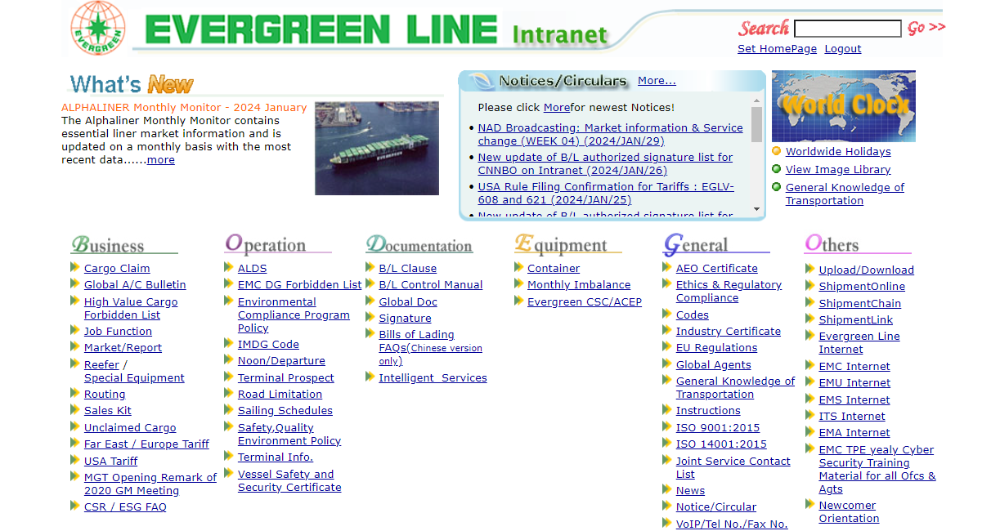 EVERGREEN
EVERGREEN LINE Intranet
Search Go >>
Set HomePage Logout
What's New
ALPHALINER Monthly Monitor - 2024 January
The Alphaliner Monthly Monitor contains
essential liner market information and is
updated on a monthly basis with the most
recent data......more
EVERGREEN
Notices/Circulars More...
Please click Morefor newest Notices!
• NAD Broadcasting: Market information & Service
change (WEEK 04) (2024/JAN/29)
• New update of B/L authorized signature list for
CNNBO on Intranet (2024/JAN/26)
• USA Rule Filing Confirmation for Tariffs : EGLV-
608 and 621 (2024/JAN/25)
• New update of B/L authorized signature list for
World Clock
Worldwide Holidays
View Image Library
General Knowledge of
Transportation
Business
Cargo Claim
Global A/C Bulletin
High Value Cargo
Forbidden List
Job Function
Market/Report
Reefer /
Special Equipment
Routing
Sales Kit
Unclaimed Cargo
Far East / Europe Tariff
USA Tariff
MGT Opening Remark of
2020 GM Meeting
CSR / ESG FAQ
Operation
ALDS
EMC DG Forbidden List
Environmental
Compliance Program
Policy
IMDG Code
Noon/Departure
Terminal Prospect
Road Limitation
Sailing Schedules
Safety,Quality
Environment Policy
Terminal Info.
Vessel Safety and
Security Certificate
Documentation
B/L Clause
B/L Control Manual
Global Doc
Signature
Bills of Lading
FAQs(Chinese version
only)
Intelligent Services
Equipment
Container
Monthly Imbalance
Evergreen CSC/ACEP
General
AEO Certificate
Ethics & Regulatory
Compliance
Codes
Industry Certificate
EU Regulations
Global Agents
General Knowledge of
Transportation
Instructions
ISO 9001:2015
ISO 14001:2015
Joint Service Contact
List
News
Notice/Circular
VoIP/Tel No./Fax No.
Others
Upload/Download
ShipmentOnline
ShipmentChain
ShipmentLink
Evergreen Line
Internet
EMC Internet
EMU Internet
EMS Internet
ITS Internet
EMA Internet
EMC TPE yealy Cyber
Security Training
Material for all Ofcs &
Agts
Newcomer
Orientation